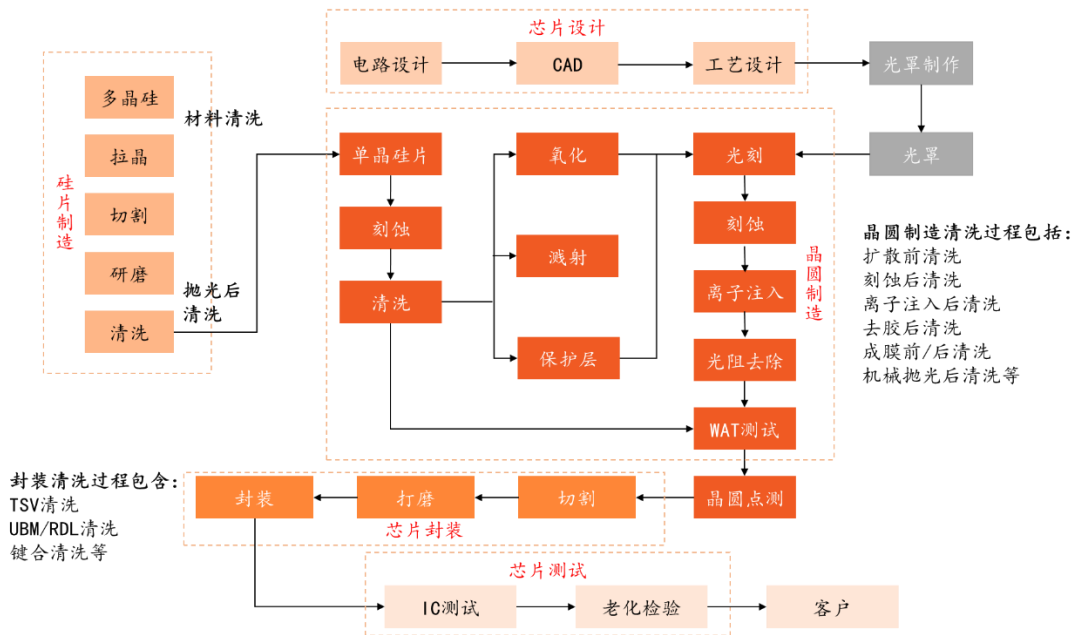 芯片设计
电路设计
CAD
工艺设计
光罩制作
多晶硅
材料清洗
拉晶
硅片制造
切割
研磨
抛光后
清洗
清洗
单晶硅片
氧化
光刻
光罩
刻蚀
溅射
刻蚀
清洗
离子注入
晶圆制造
保护层
光阻去除
WAT测试
晶圆制造清洗过程包括：
扩散前清洗
刻蚀后清洗
离子注入后清洗
去胶后清洗
成膜前/后清洗
机械抛光后清洗等
封装清洗过程包含：
TSV清洗
UBM/RDL清洗
键合清洗等
封装
打磨
切割
晶圆点测
芯片封装
芯片测试
IC测试
老化检验
客户